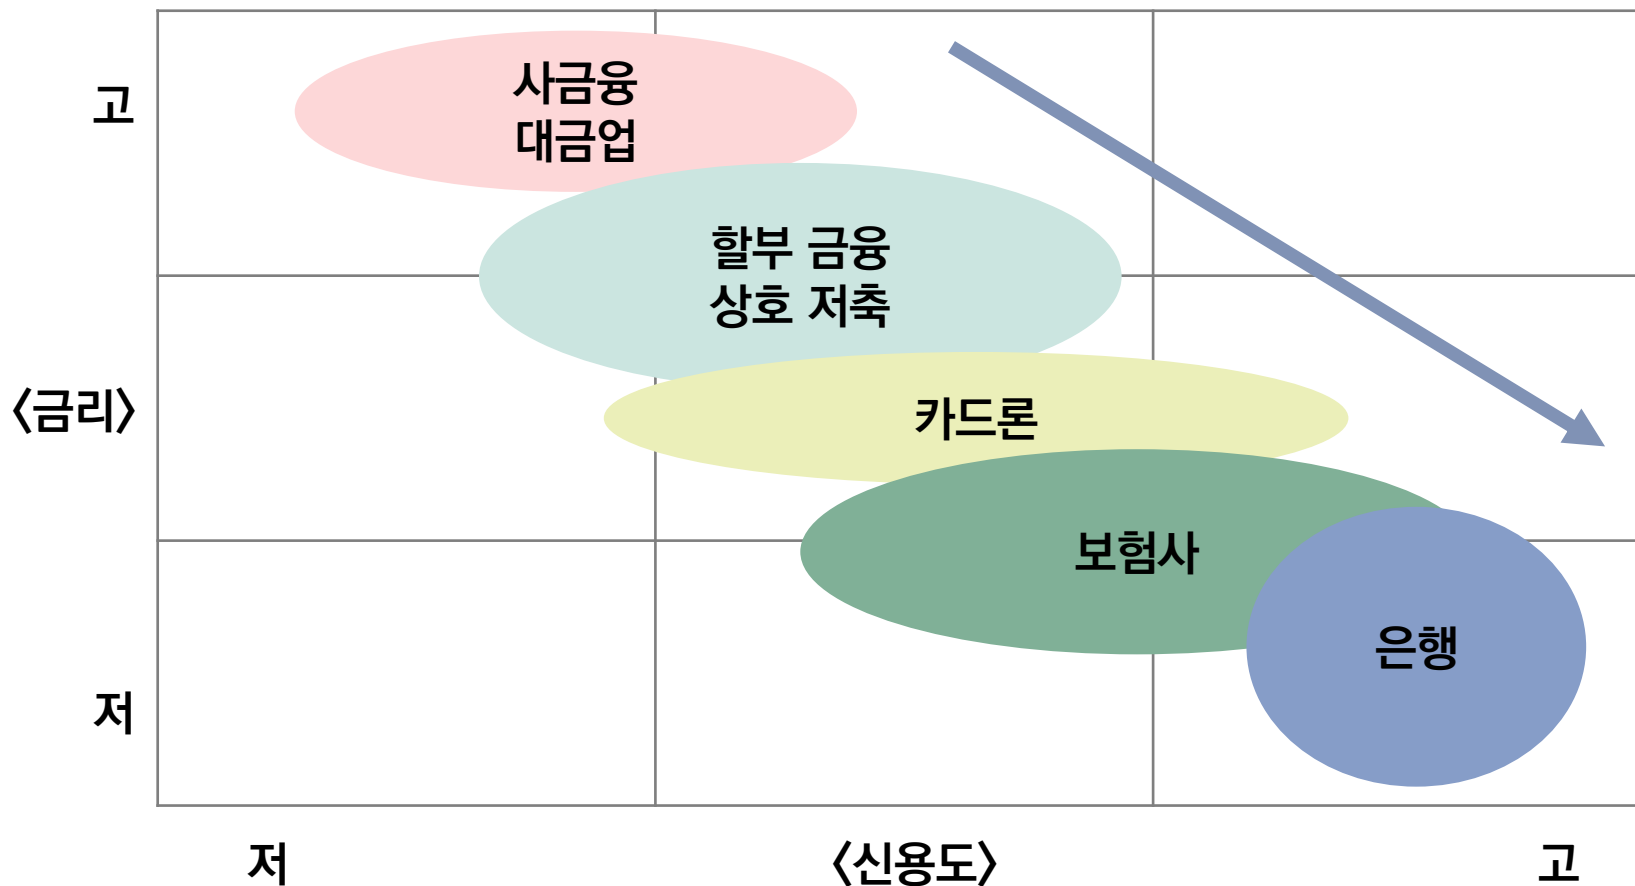 고
사금융
대금업
할부 금융
상호 저축
<금리>
카드론
보험사
은행
저
저
<신용도>
고